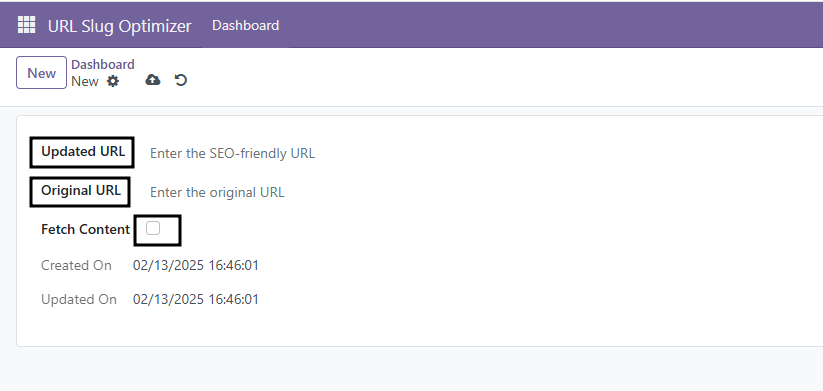 URL Slug Optimizer Dashboard
New Dashboard
New
Updated URL Enter the SEO-friendly URL
Original URL Enter the original URL
Fetch Content
Created On 02/13/2025 16:46:01
Updated On 02/13/2025 16:46:01